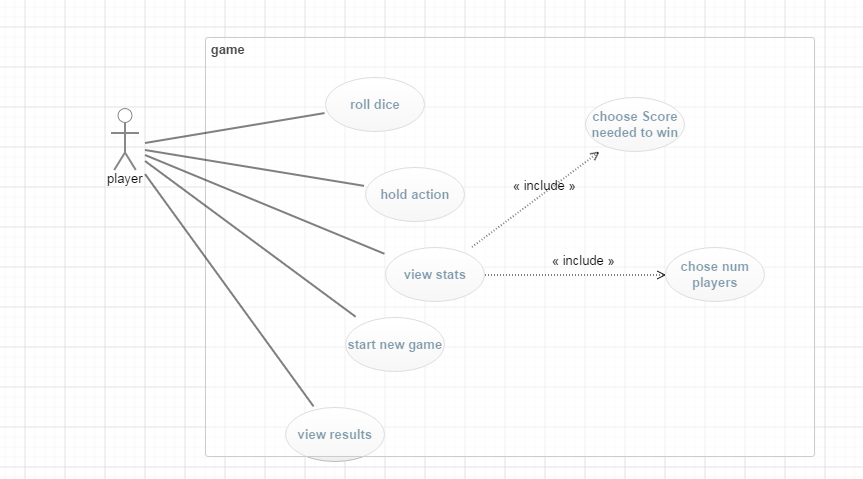 game
roll dice
choose Score
needed to win
player
hold action
« include »
view stats
« include »
chose num
players
start new game
view results